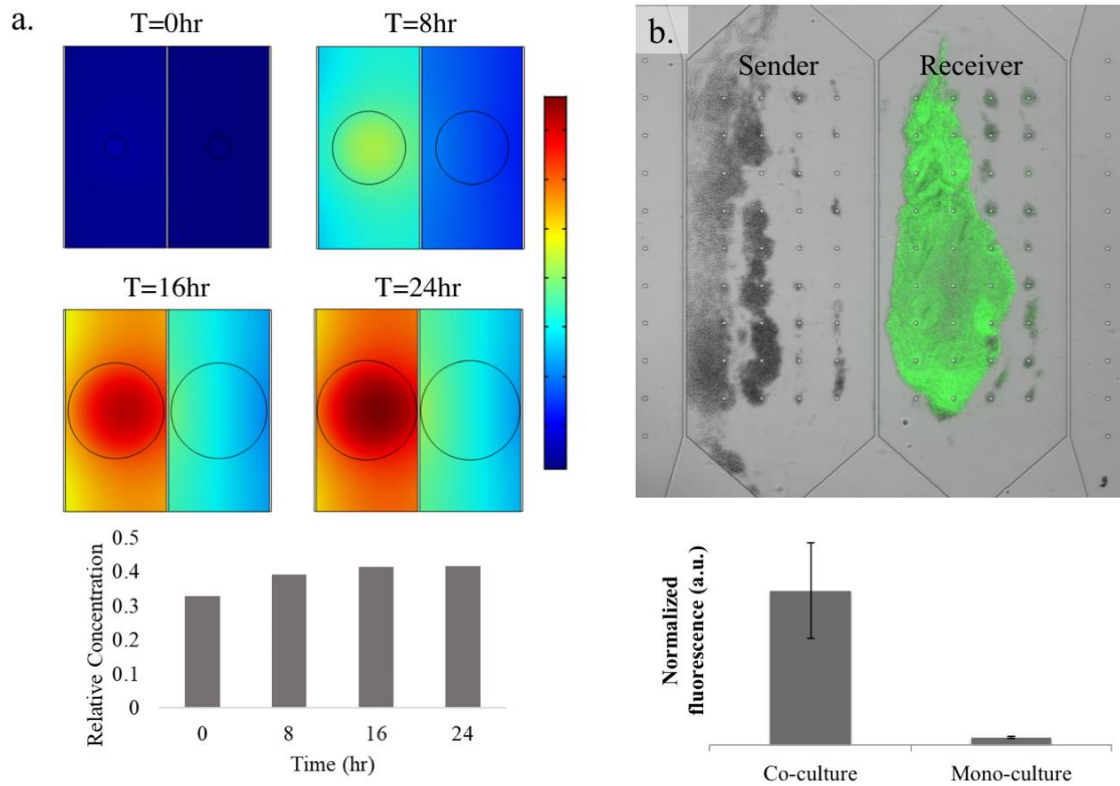 a.
T=0hr
T=8hr
T=16hr
T=24hr
0.5
0.4
0.3
0.2
0.1
0
Relative Concentration
0
8
16
24
Time (hr)
b.
Sender
Receiver
Normalized
fluorescence (a.u.)
Co-culture
Mono-culture